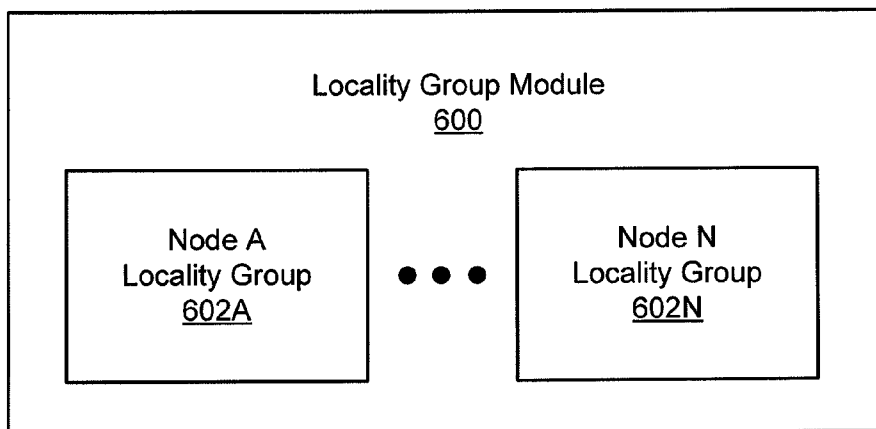 Locality Group Module
600
Node A
Locality Group
602A
Node N
Locality Group
602N